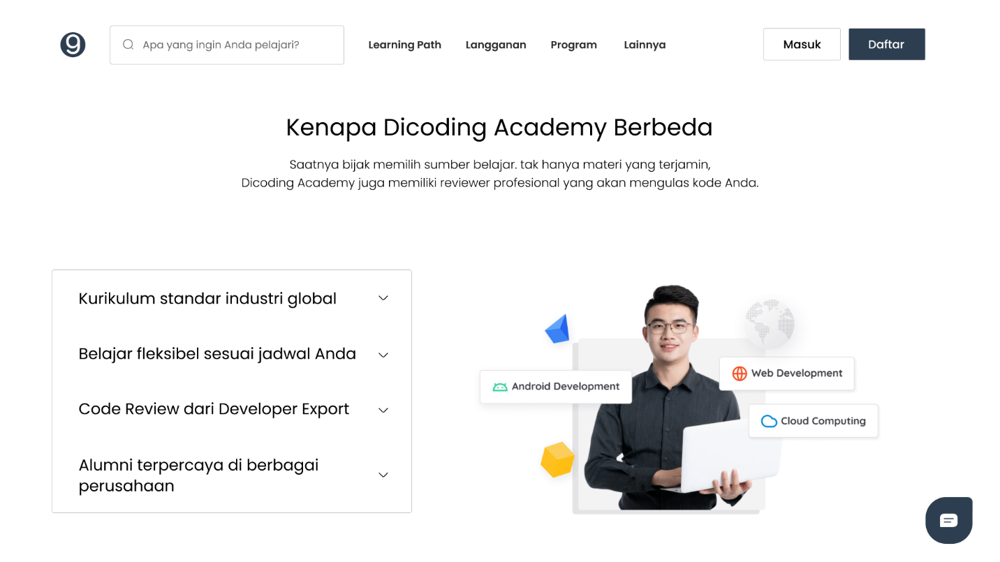 Apa yang ingin Anda pelajari?
Learning Path
Langganan
Program
Lainnya
Masuk
Daftar
Kenapa Dicoding Academy Berbeda
Saatnya bijak memilih sumber belajar. tak hanya materi yang terjamin,
Dicoding Academy juga memiliki reviewer profesional yang akan mengulas kode Anda.
Kurikulum standar industri global
Belajar fleksibel sesuai jadwal Anda
Code Review dari Developer Export
Alumni terpercaya di berbagai
perusahaan
Android Development
Web Development
Cloud Computing